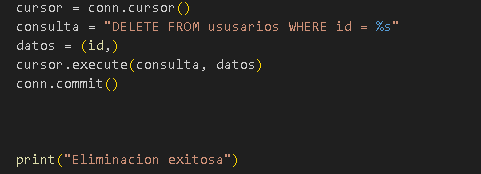 cursor = conn.cursor()
consulta = "DELETE FROM ususarios WHERE id = %s"
datos = (id,)
cursor.execute(consulta, datos)
conn.commit()
print("Eliminacion exitosa")